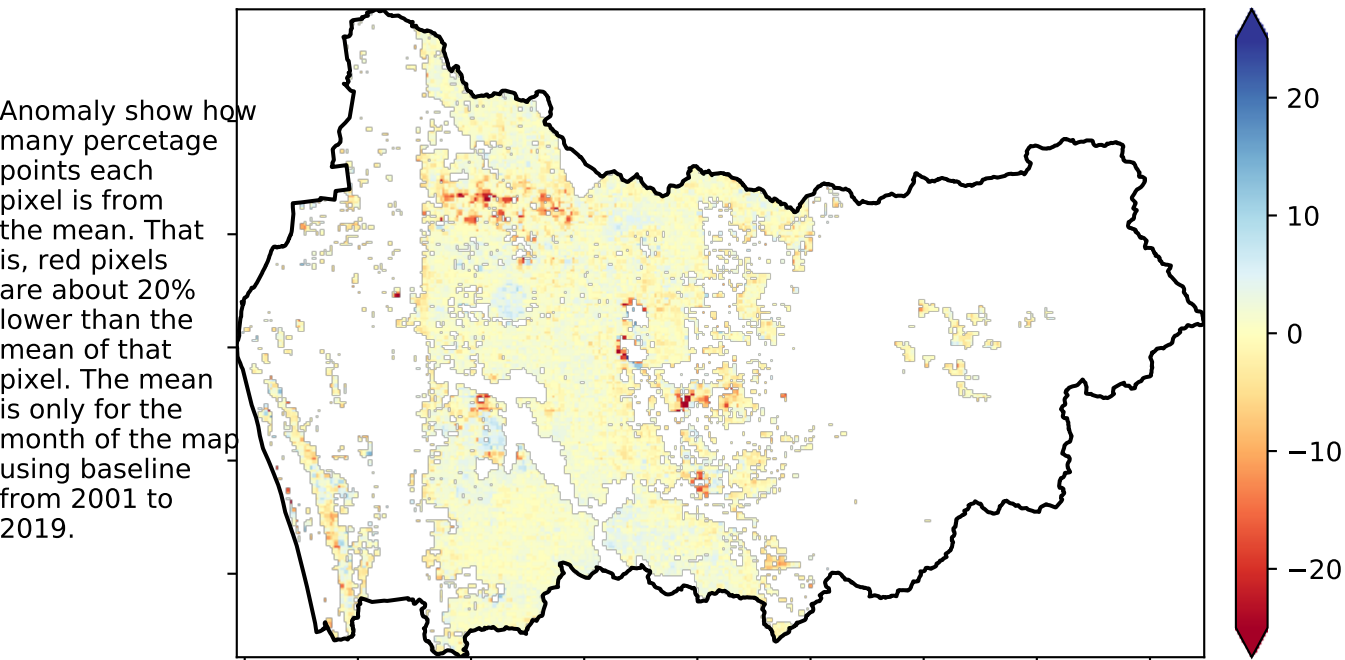 Anomaly show how
many percetage
points each
pixel is from
the mean. That
is, red pixels
are about 20%
lower than the
mean of that
pixel. The mean
is only for the
month of the map
using baseline
from 2001 to
2019.
20
10
0
−10
−20